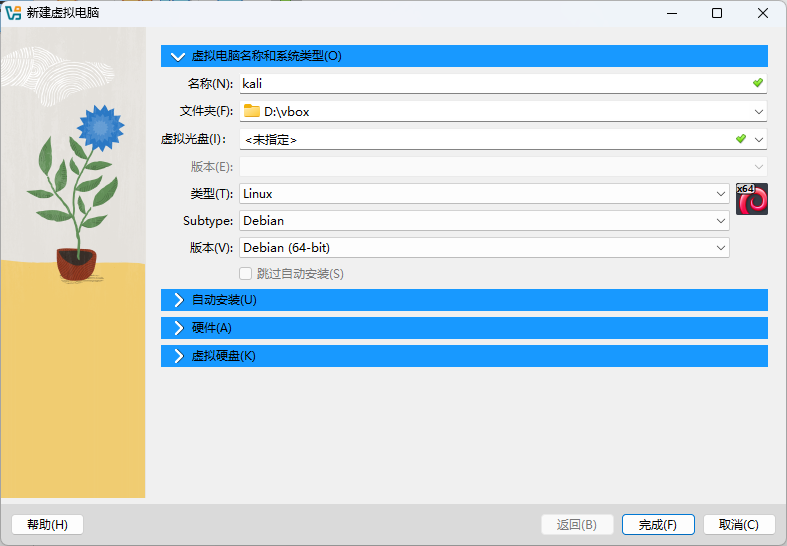 新建虚拟电脑
虚拟电脑名称和系统类型(O)
名称(N): kali
文件夹(F): D:\vbox
虚拟光盘(I): <未指定>
版本(E):
类型(T): Linux
x64
Subtype: Debian
版本(V): Debian (64-bit)
跳过自动安装(S)
自动安装(U)
硬件(A)
虚拟硬盘(K)
帮助(H) 返回(B) 完成(F) 取消(C)